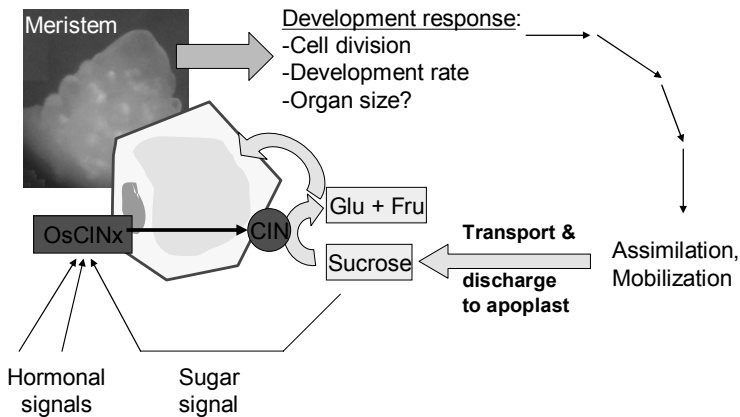 Meristem
Development response:
-Cell division
-Development rate
-Organ size?
Glu + Fru
OsCINx
CIN
Sucrose
Transport &
discharge
to apoplast
Assimilation,
Mobilization
Hormonal
signals
Sugar
signal